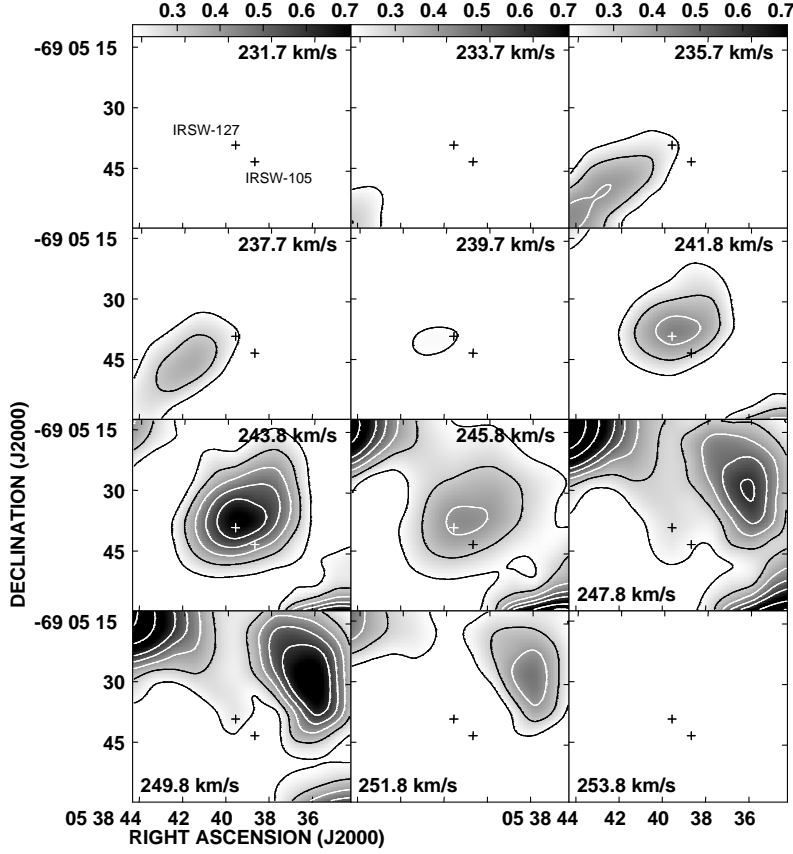 0.3 0.4 0.5 0.6 0.7 0.3 0.4 0.5 0.6 0.7 0.3 0.4 0.5 0.6 0.7
-69 05 15 231.7 km/s 233.7 km/s 235.7 km/s
30
IRSW-127
45
IRSW-105
-69 05 15 237.7 km/s 239.7 km/s 241.8 km/s
30
45
-69 05 15 243.8 km/s 245.8 km/s
30
45
247.8 km/s
-69 05 15
30
45
249.8 km/s 251.8 km/s 253.8 km/s
05 38 44 42 40 38 36 05 38 44 42 40 38 36
DECLINATION (J2000)
RIGHT ASCENSION (J2000)